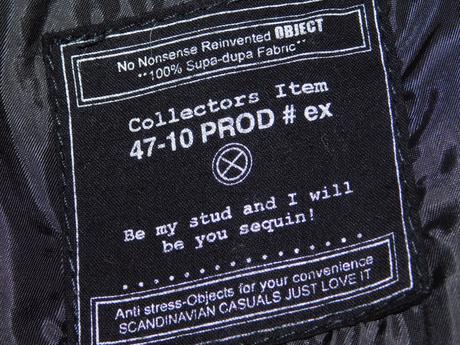 No Nonsense Reinvented OBJECT
"100% Supa-dupa Fabric"
Collectors Item
47-10 PROD # ex
Be my stud and I will
be you sequin!
Anti stress-Objects for your convenience
SCANDINAVIAN CASUALS JUST LOVE IT